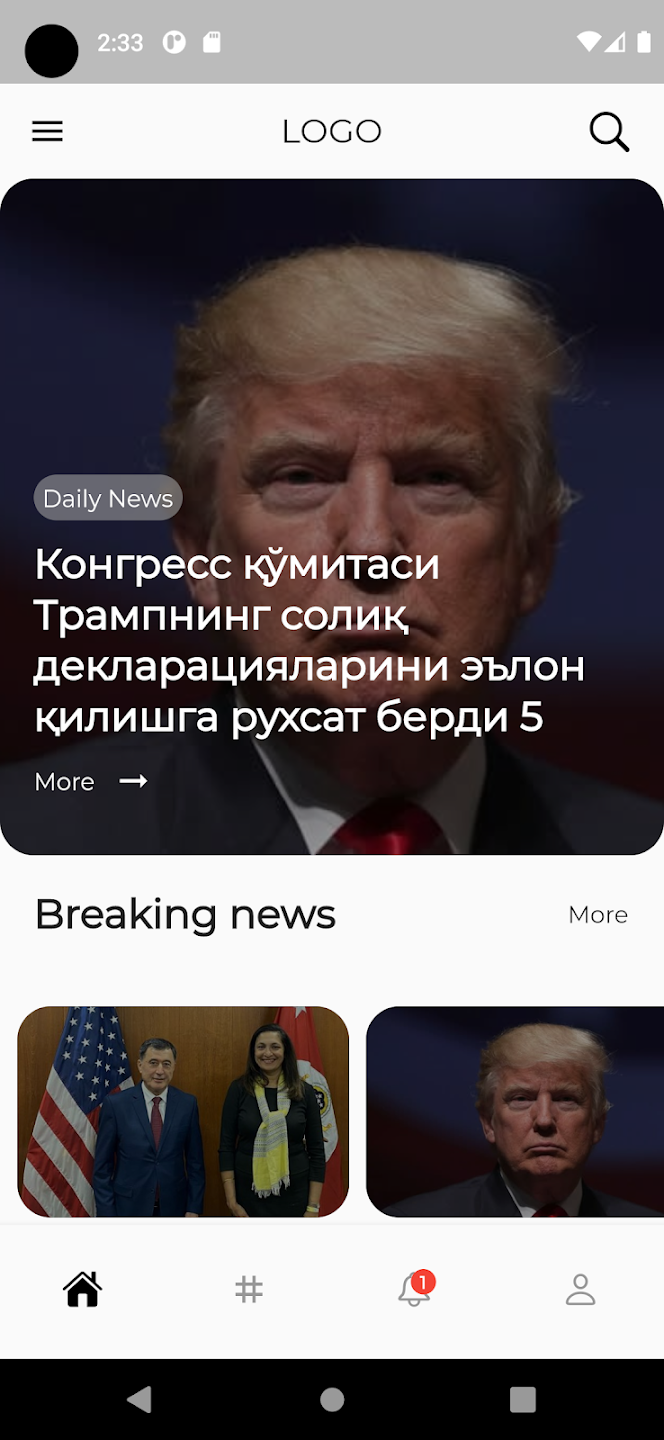 2:33
LOGO
Daily News
Конгресс қўмитаси
Трампнинг солиқ
декларацияларини эълон
қилишга рухсат берди 5
More
Breaking news
More
1